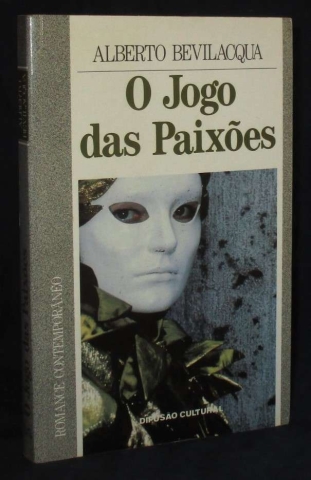 ALBERTO BEVILACQUA
O Jogo
das Paixões
ROMANCE CONTEMPORÂNEO
DIFUSÃO CULTURAL